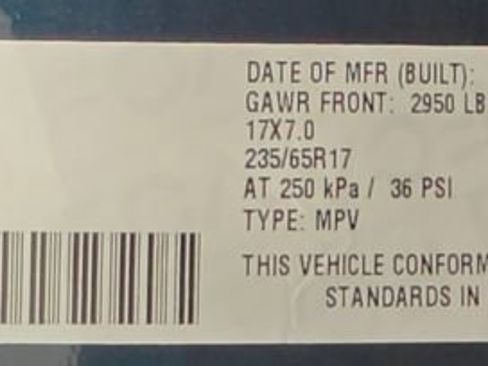 DATE OF MFR (BUILT):
GAWR FRONT: 2950 LB
17X7.0
235/65R17
AT 250 kPa / 36 PSI
TYPE: MPV
THIS VEHICLE CONFORM
STANDARDS IN